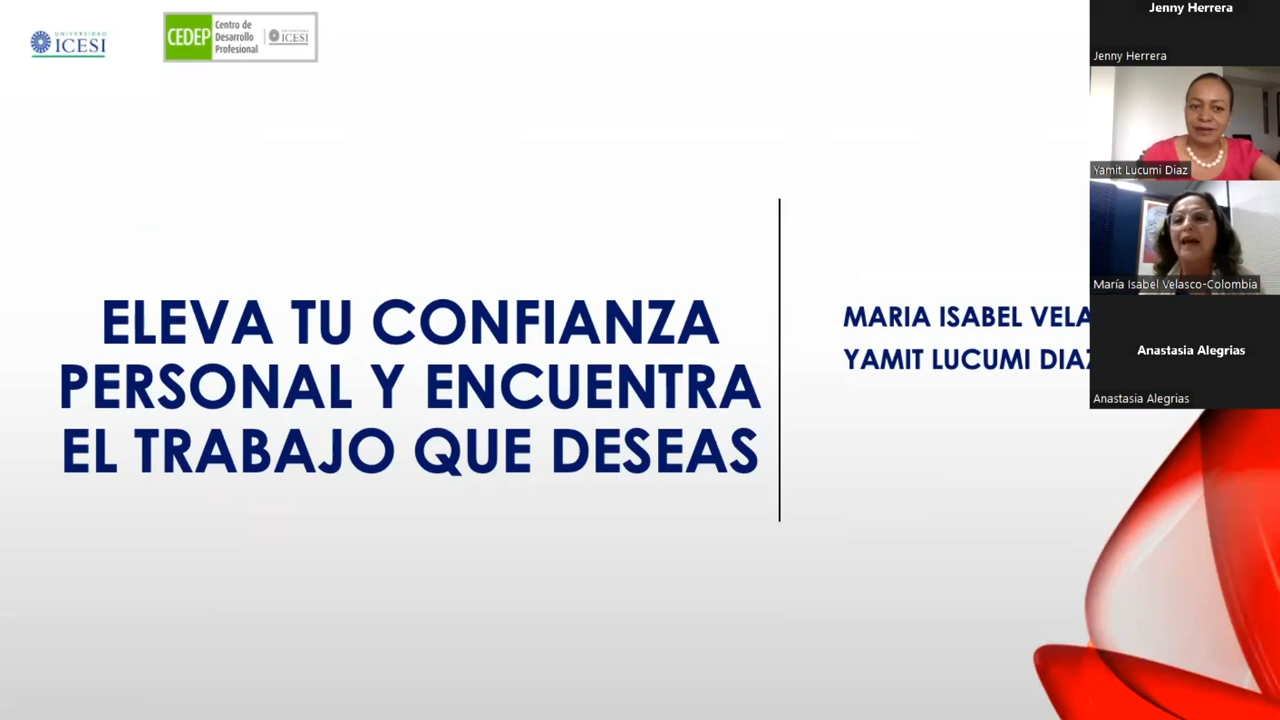 UNIVERSIDAD
ICESI
CEDEP
Centro de
Desarrollo
Profesional
UNIVERSIDAD
ICESI
ELEVA TU CONFIANZA
PERSONAL Y ENCUENTRA
EL TRABAJO QUE DESEAS
MARIA ISABEL VELA
YAMIT LUCUMI DIAZ
Jenny Herrera
Jenny Herrera
Yamit Lucumi Diaz
María Isabel Velasco-Colombia
Anastasia Alegrias
Anastasia Alegrias